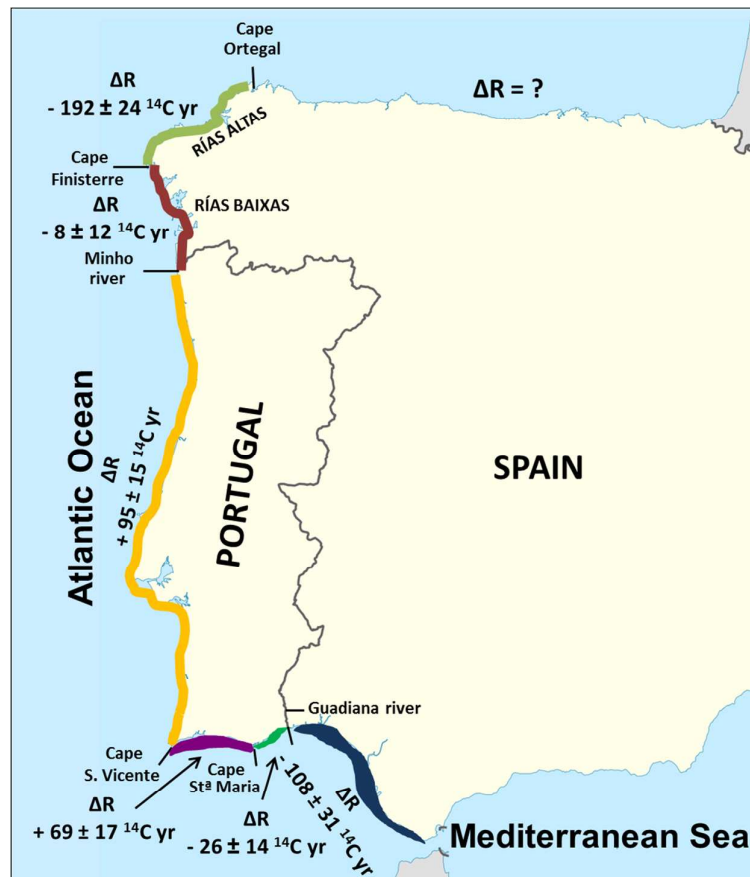 Cape
Ortegal
ΔR
- 192 ± 24 ¹⁴C yr
ΔR = ?
RÍAS ALTAS
Cape
Finisterre
ΔR
- 8 ± 12 ¹⁴C yr
RÍAS BAIXAS
Minho
river
Atlantic Ocean
ΔR
+ 95 ± 15 ¹⁴C yr
PORTUGAL
SPAIN
Guadiana river
Cape
S. Vicente
Cape
Stª Maria
ΔR
+ 69 ± 17 ¹⁴C yr
ΔR
- 26 ± 14 ¹⁴C yr
ΔR
- 108 ± 31 ¹⁴C yr
Mediterranean Sea